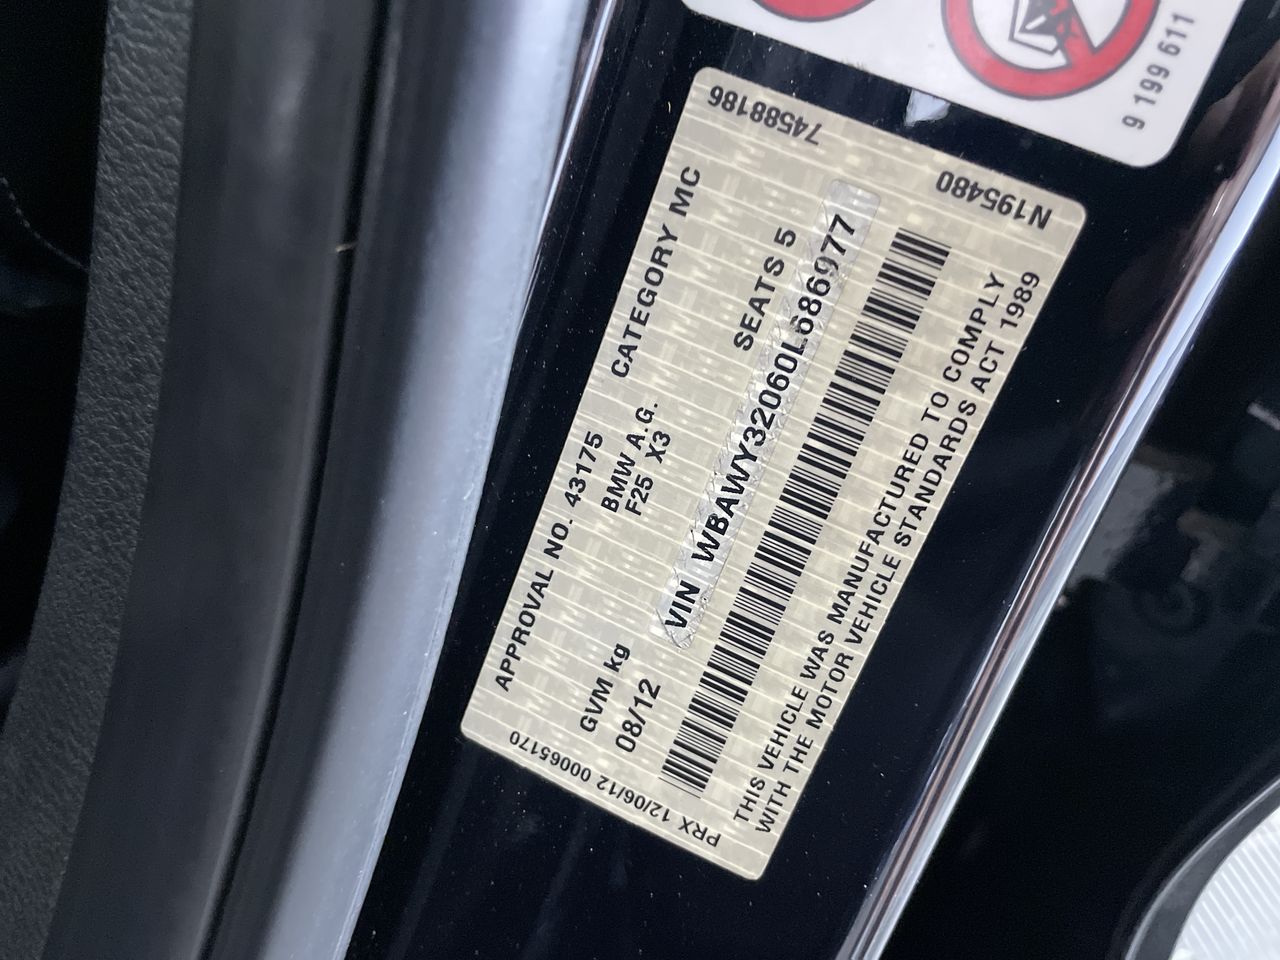 9 199 611
74588186
N195480
APPROVAL NO. 43175 CATEGORY MC
BMW A.G.
F25 X3
GVM kg SEATS 5
08/12
VIN WBAWY32060L686977
THIS VEHICLE WAS MANUFACTURED TO COMPLY
WITH THE MOTOR VEHICLE STANDARDS ACT 1989
PRX 12/06/12 00065170